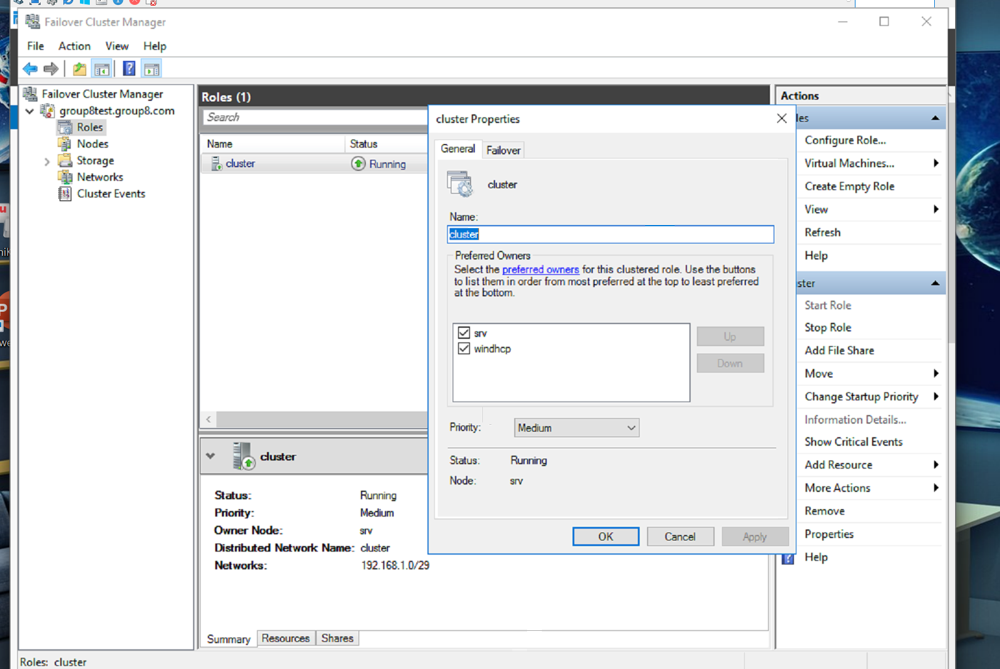 Failover Cluster Manager
File Action View Help
Failover Cluster Manager
group8test.group8.com
Roles
Nodes
Storage
Networks
Cluster Events
Roles (1)
Search
Name Status
cluster Running
cluster
Status: Running
Priority: Medium
Owner Node: srv
Distributed Network Name: cluster
Networks: 192.168.1.0/29
Summary Resources Shares
cluster Properties
General Failover
cluster
Name:
cluster
Preferred Owners
Select the preferred owners for this clustered role. Use the buttons
to list them in order from most preferred at the top to least preferred
at the bottom.
srv
windhcp
Up
Down
Priority: Medium
Status: Running
Node: srv
OK Cancel Apply
Actions
les
Configure Role...
Virtual Machines...
Create Empty Role
View
Refresh
Help
ster
Start Role
Stop Role
Add File Share
Move
Change Startup Priority
Information Details...
Show Critical Events
Add Resource
More Actions
Remove
Properties
Help
Roles: cluster